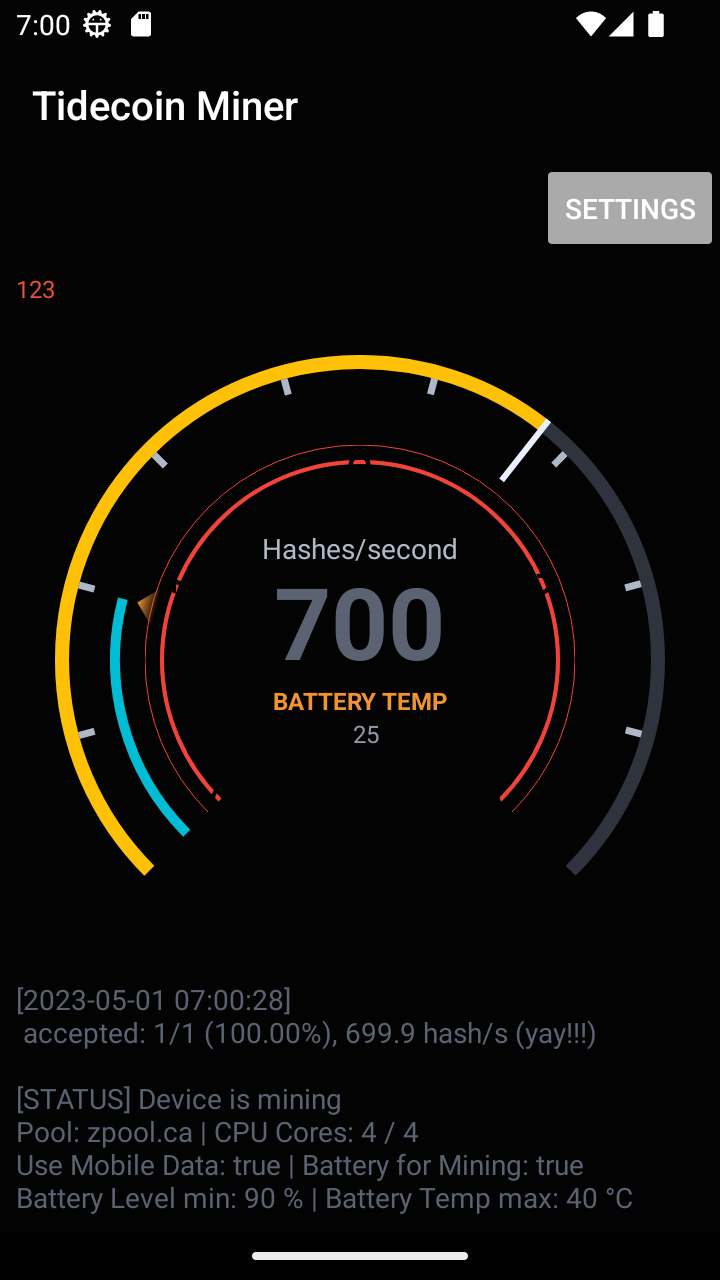 7:00
Tidecoin Miner
SETTINGS
123
Hashes/second
700
BATTERY TEMP
25
[2023-05-01 07:00:28]
accepted: 1/1 (100.00%), 699.9 hash/s (yay!!!)
[STATUS] Device is mining
Pool: zpool.ca | CPU Cores: 4 / 4
Use Mobile Data: true | Battery for Mining: true
Battery Level min: 90 % | Battery Temp max: 40 °C